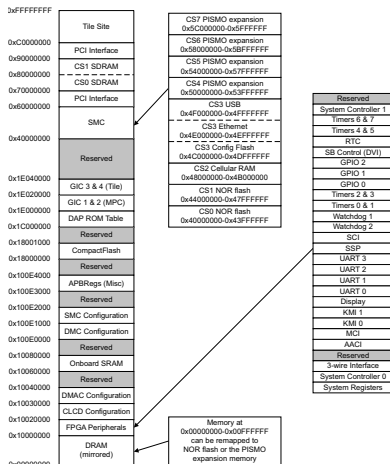 0xFFFFFFFF
Tile Site
0xC0000000
PCI Interface
0x90000000
CS1 SDRAM
0x80000000
CS0 SDRAM
0x70000000
PCI Interface
0x60000000
SMC
0x40000000
Reserved
0x1E040000
GIC 3 & 4 (Tile)
0x1E020000
GIC 1 & 2 (MPC)
0x1E000000
DAP ROM Table
0x1C000000
Reserved
0x18001000
CompactFlash
0x18000000
Reserved
0x100E4000
APBRegs (Misc)
0x100E3000
Reserved
0x100E2000
SMC Configuration
0x100E1000
DMC Configuration
0x100E0000
Reserved
0x10080000
Onboard SRAM
0x10060000
Reserved
0x10040000
DMAC Configuration
0x10030000
CLCD Configuration
0x10020000
FPGA Peripherals
0x10000000
DRAM
(mirrored)
0x00000000
CS7 PISMO expansion
0x5C000000-0x5FFFFFFF
CS6 PISMO expansion
0x58000000-0x5BFFFFFF
CS5 PISMO expansion
0x54000000-0x57FFFFFF
CS4 PISMO expansion
0x50000000-0x53FFFFFF
CS3 USB
0x4F000000-0x4FFFFFFF
CS3 Ethernet
0x4E000000-0x4EFFFFFF
CS3 Config Flash
0x4C000000-0x4DFFFFFF
CS2 Cellular RAM
0x48000000-0x4B000000
CS1 NOR flash
0x44000000-0x47FFFFFF
CS0 NOR flash
0x40000000-0x43FFFFFF
Memory at
0x00000000-0x00FFFFFF
can be remapped to
NOR flash or the PISMO
expansion memory
Reserved
System Controller 1
Timers 6 & 7
Timers 4 & 5
RTC
SB Control (DVI)
GPIO 2
GPIO 1
GPIO 0
Timers 2 & 3
Timers 0 & 1
Watchdog 1
Watchdog 2
SCI
SSP
UART 3
UART 2
UART 1
UART 0
Display
KMI 1
KMI 0
MCI
AACI
Reserved
3-wire Interface
System Controller 0
System Registers